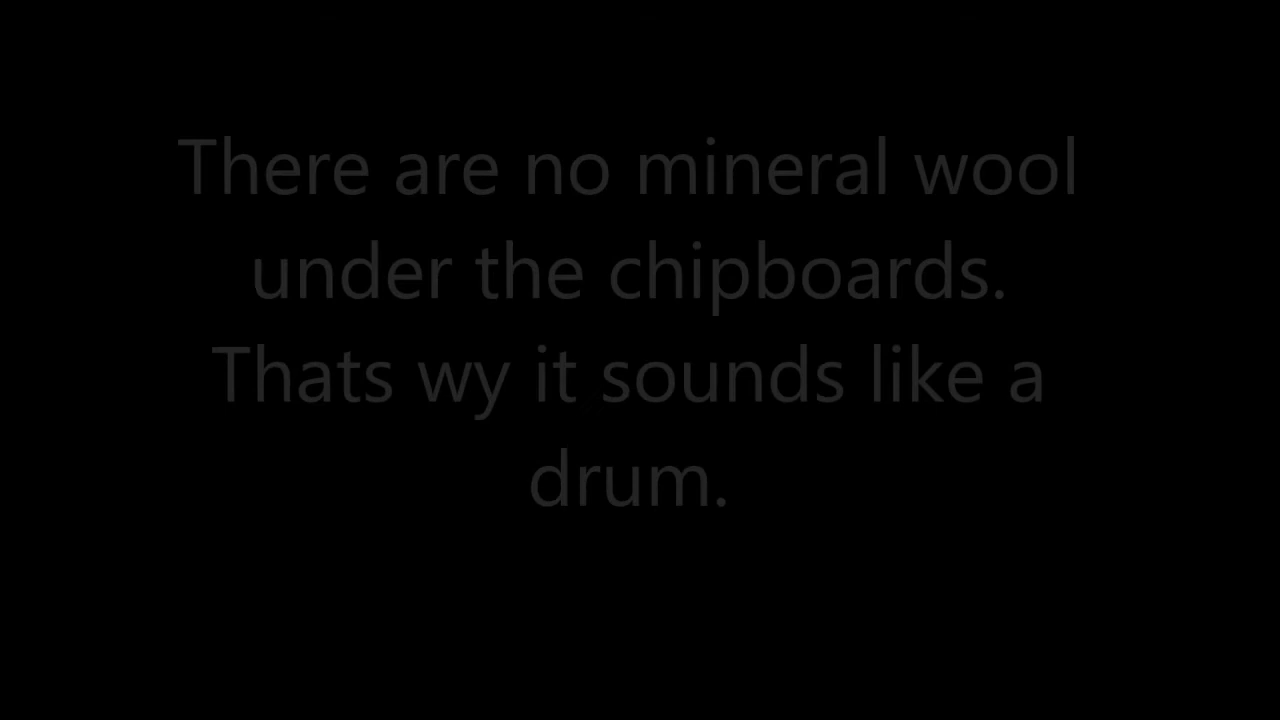 There are no mineral wool
under the chipboards.
Thats wy it sounds like a
drum.